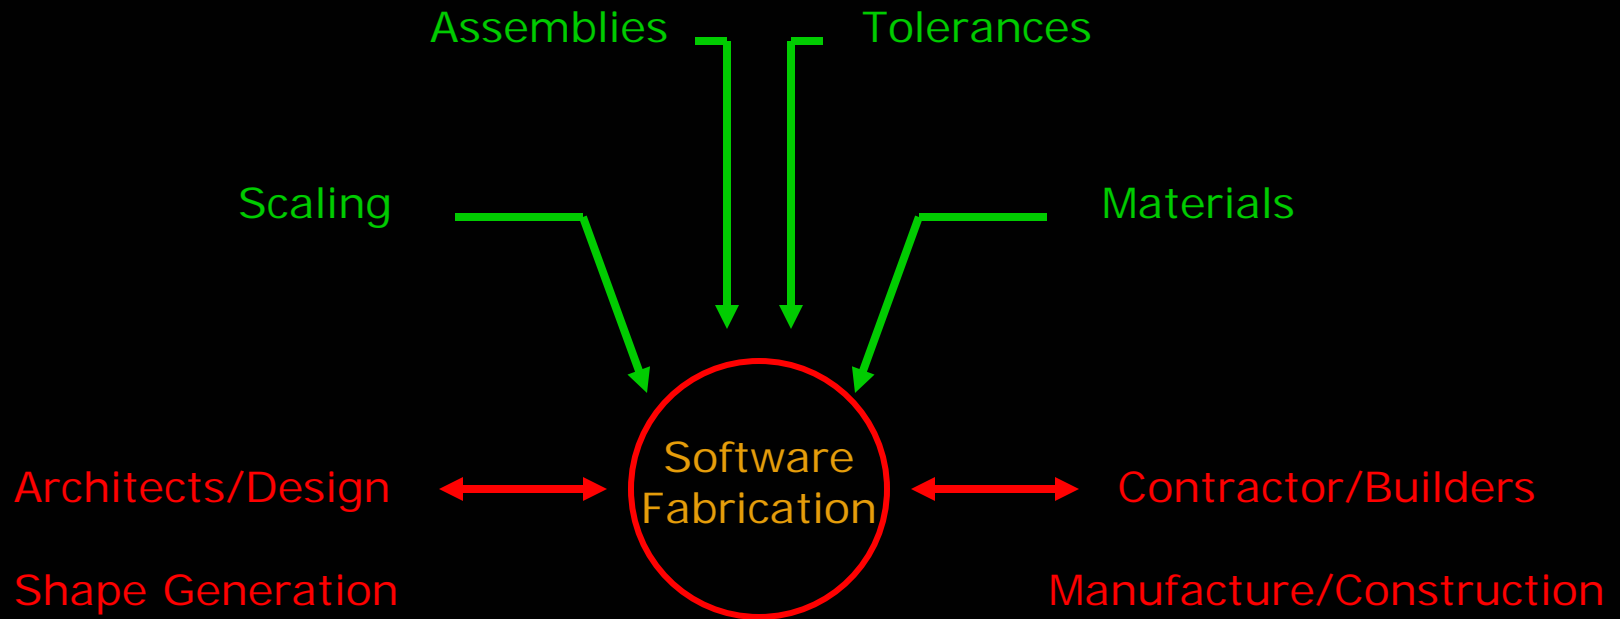 Assemblies
Tolerances
Scaling
Materials
Software
Fabrication
Architects/Design
Contractor/Builders
Shape Generation
Manufacture/Construction